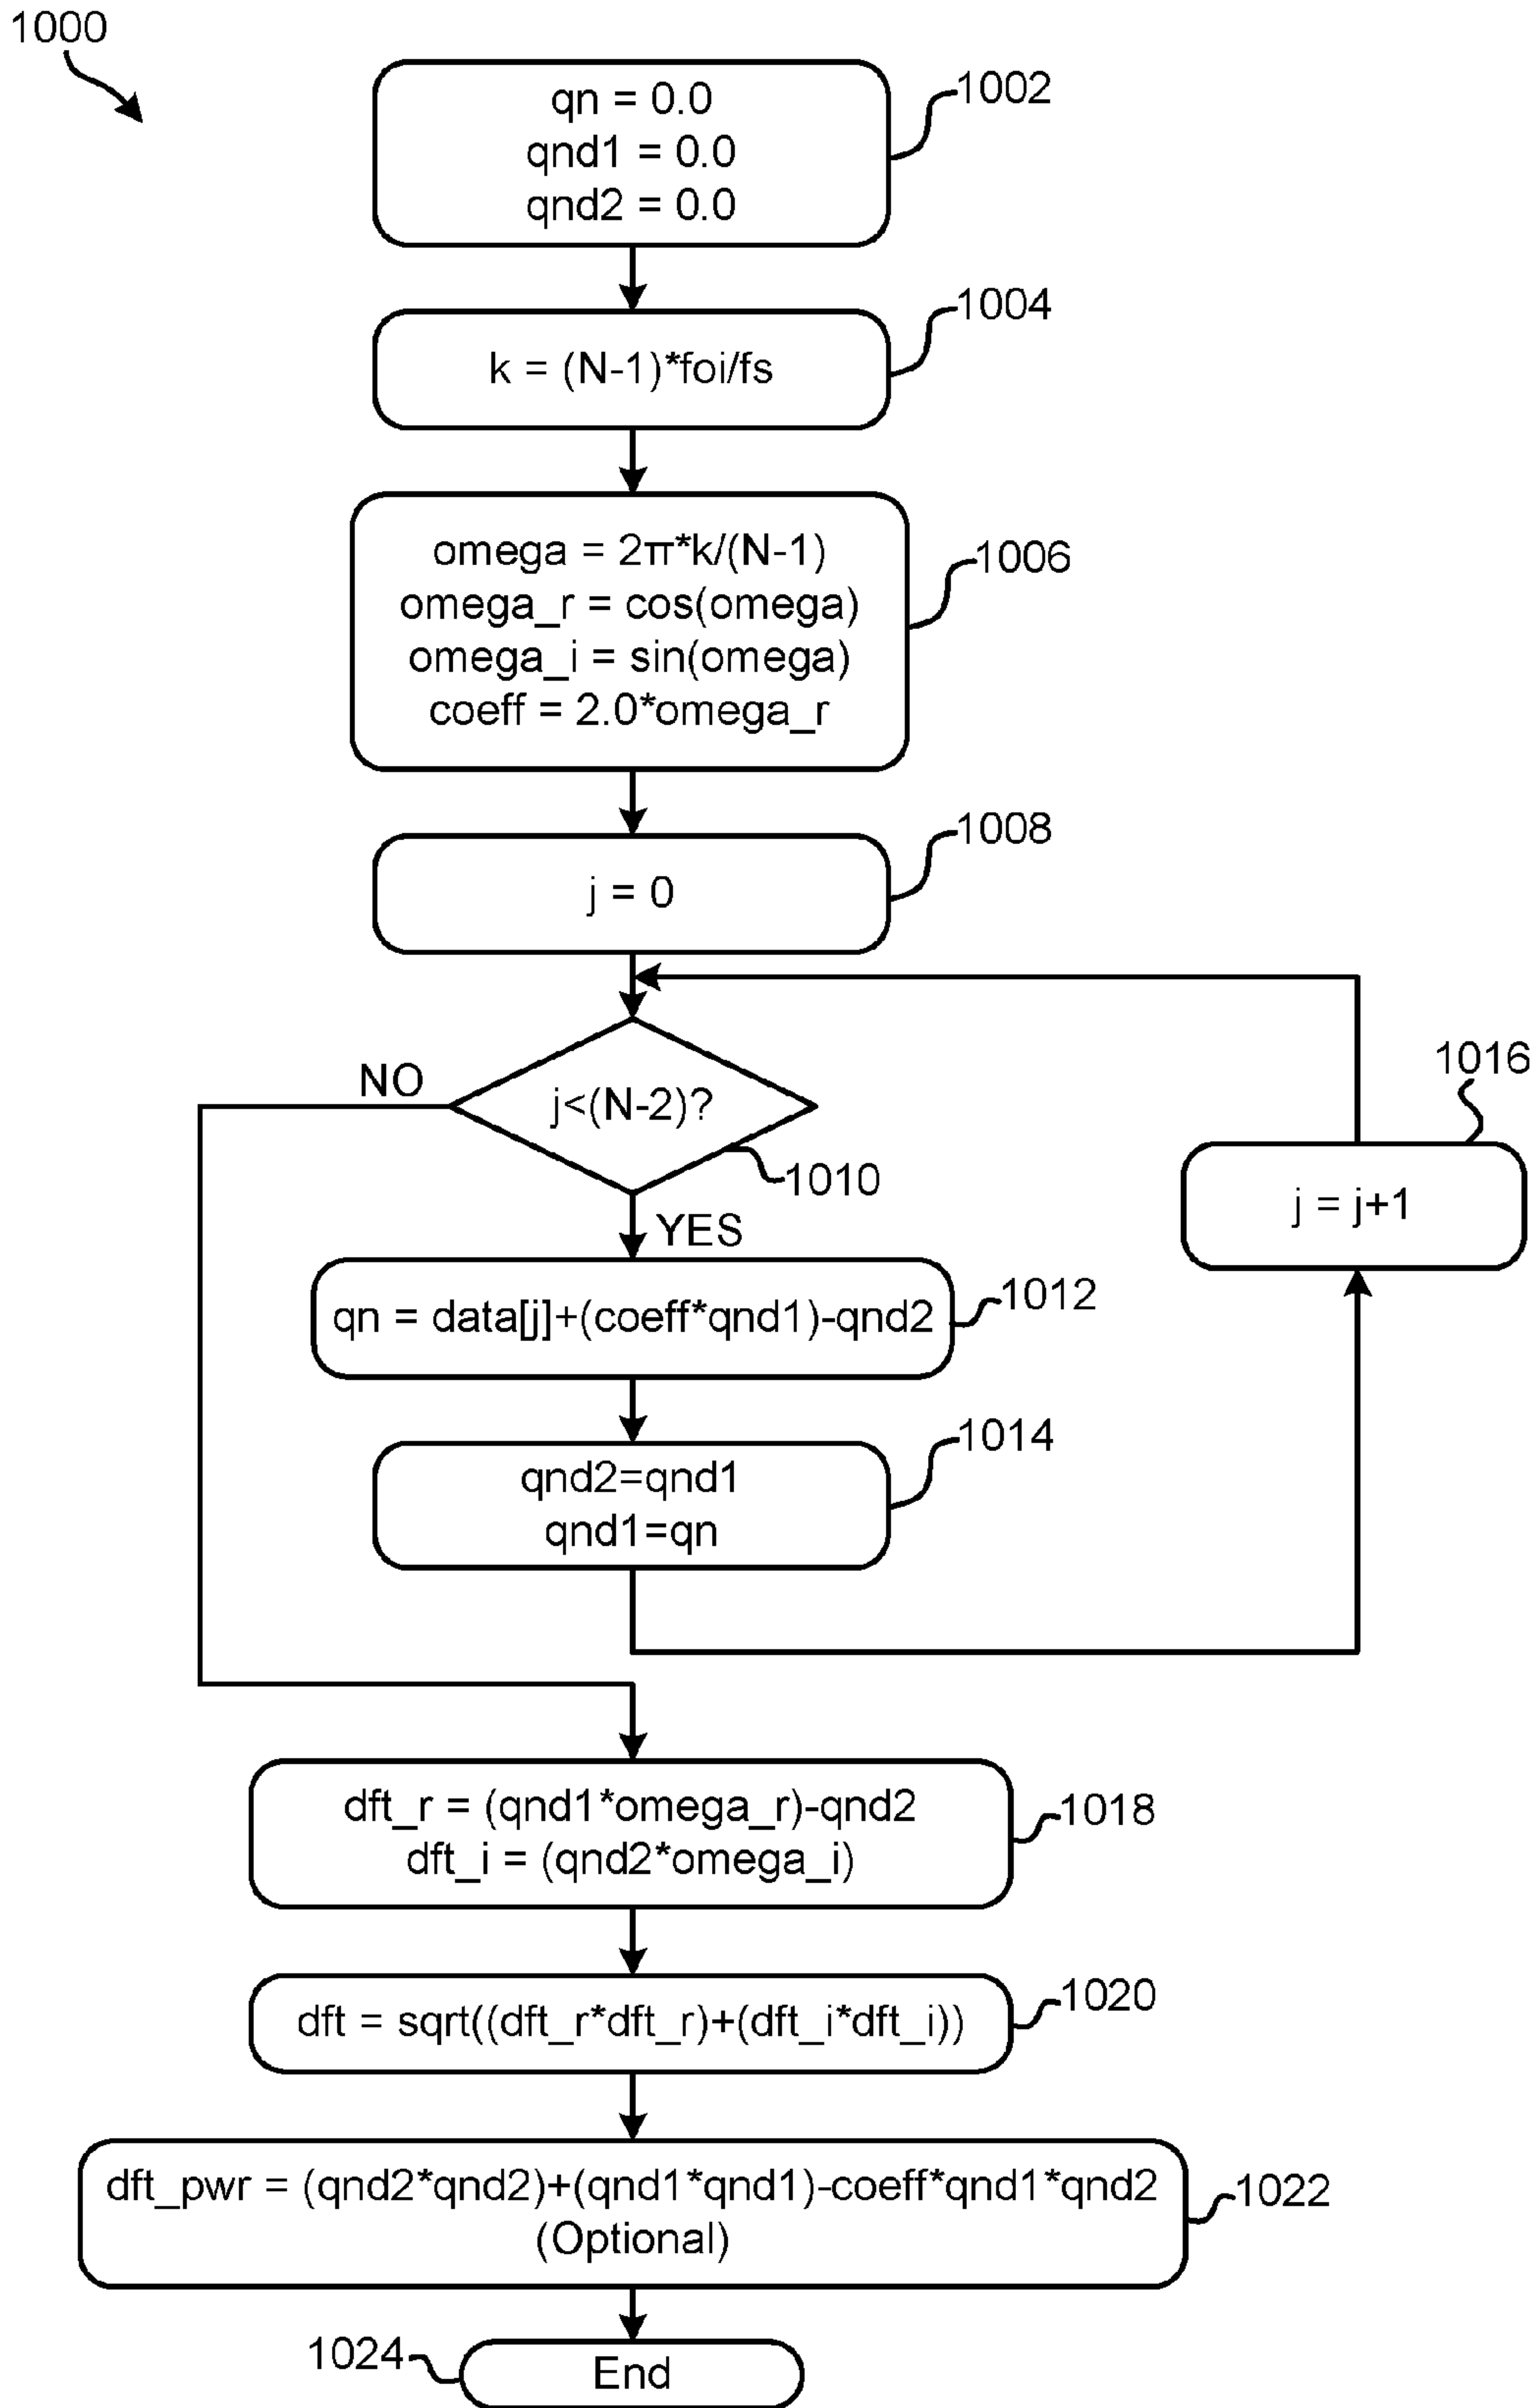 1000
qn = 0.0
qnd1 = 0.0
qnd2 = 0.0
1002
k = (N-1)*foi/fs
1004
omega = 2π*k/(N-1)
omega_r = cos(omega)
omega_i = sin(omega)
coeff = 2.0*omega_r
1006
j = 0
1008
j<(N-2)?
1010
NO
YES
1016
j = j+1
qn = data[j]+(coeff*qnd1)-qnd2
1012
qnd2=qnd1
qnd1=qn
1014
dft_r = (qnd1*omega_r)-qnd2
dft_i = (qnd2*omega_i)
1018
dft = sqrt((dft_r*dft_r)+(dft_i*dft_i))
1020
dft_pwr = (qnd2*qnd2)+(qnd1*qnd1)-coeff*qnd1*qnd2
(Optional)
1022
1024
End